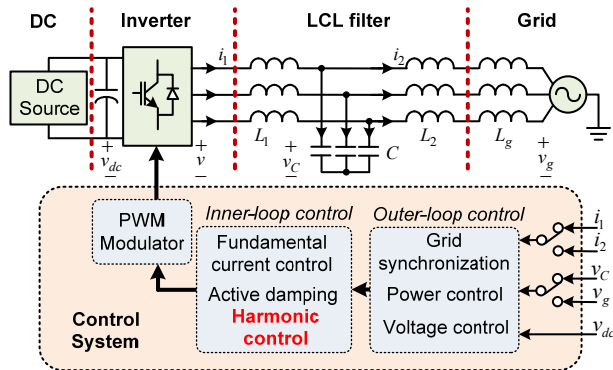 DC
Inverter
LCL filter
Grid
DC
Source
i1
i2
L1
C
L2
Lg
+
vdc
−
+
v
−
+
vC
−
+
vg
−
PWM
Modulator
Inner-loop control
Fundamental
current control
Active damping
Harmonic
control
Outer-loop control
Grid
synchronization
Power control
Voltage control
i1
i2
vC
vg
vdc
Control
System